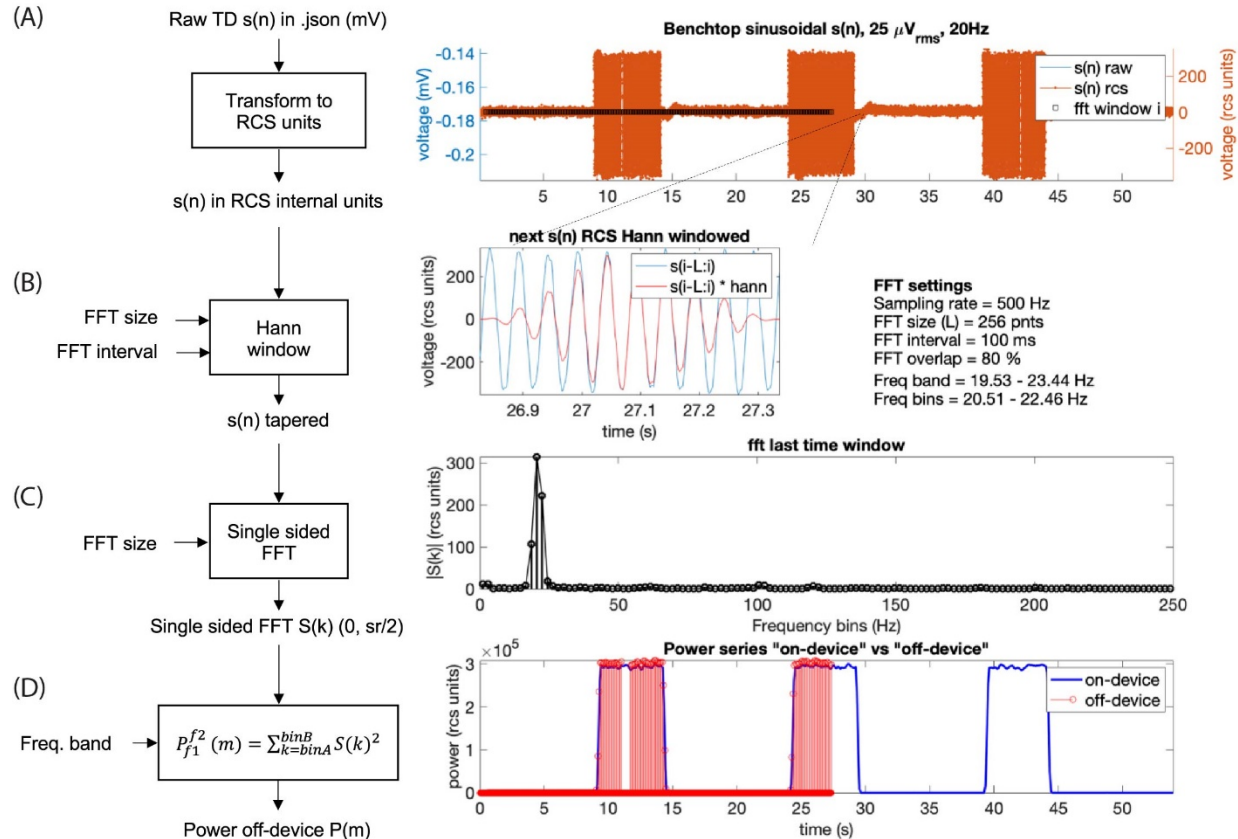 (A)
Raw TD s(n) in .json (mV)
Transform to
RCS units
s(n) in RCS internal units
Benchtop sinusoidal s(n), 25 μVrms, 20Hz
voltage (mV)
-0.14
-0.16
-0.18
-0.2
s(n) raw
s(n) rcs
fft window i
200
0
-200
voltage (rcs units)
5 10 15 20 25 30 35 40 45 50
(B)
FFT size
FFT interval
Hann
window
s(n) tapered
next s(n) RCS Hann windowed
voltage (rcs units)
200
0
-200
s(i-L:i)
s(i-L:i) * hann
26.9 27 27.1 27.2 27.3
time (s)
FFT settings
Sampling rate = 500 Hz
FFT size (L) = 256 pnts
FFT interval = 100 ms
FFT overlap = 80 %
Freq band = 19.53 - 23.44 Hz
Freq bins = 20.51 - 22.46 Hz
(C)
FFT size
Single sided
FFT
Single sided FFT S(k) (0, sr/2)
fft last time window
|S(k)| (rcs units)
300
200
100
0
0 50 100 150 200 250
Frequency bins (Hz)
(D)
Freq. band
P_{f1}^{f2}(m) = ∑_{k=binA}^{binB} S(k)²
Power off-device P(m)
Power series "on-device" vs "off-device"
× 10⁵
power (rcs units)
3
2
1
0
on-device
off-device
0 5 10 15 20 25 30 35 40 45 50
time (s)